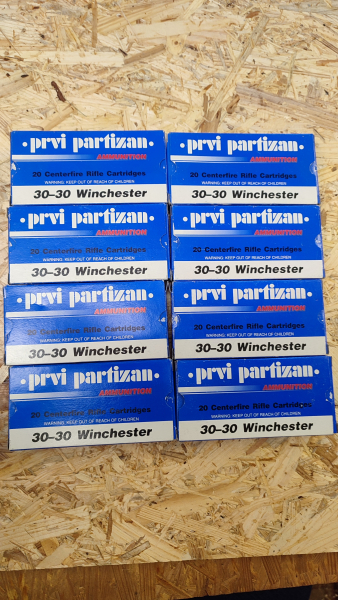 ·prvi partizan·
AMMUNITION
20 Centerfire Rifle Cartridges
WARNING: KEEP OUT OF REACH OF CHILDREN
30-30 Winchester
·prvi partizan·
AMMUNITION
20 Centerfire Rifle Cartridges
WARNING: KEEP OUT OF REACH OF CHILDREN
30-30 Winchester
·prvi partizan·
AMMUNITION
20 Centerfire Rifle Cartridges
WARNING: KEEP OUT OF REACH OF CHILDREN
30-30 Winchester
·prvi partizan·
AMMUNITION
20 Centerfire Rifle Cartridges
WARNING: KEEP OUT OF REACH OF CHILDREN
30-30 Winchester
·prvi partizan·
AMMUNITION
20 Centerfire Rifle Cartridges
WARNING: KEEP OUT OF REACH OF CHILDREN
30-30 Winchester
·prvi partizan·
AMMUNITION
20 Centerfire Rifle Cartridges
WARNING: KEEP OUT OF REACH OF CHILDREN
30-30 Winchester
·prvi partizan·
AMMUNITION
20 Centerfire Rifle Cartridges
WARNING: KEEP OUT OF REACH OF CHILDREN
30-30 Winchester
·prvi partizan·
AMMUNITION
20 Centerfire Rifle Cartridges
WARNING: KEEP OUT OF REACH OF CHILDREN
30-30 Winchester